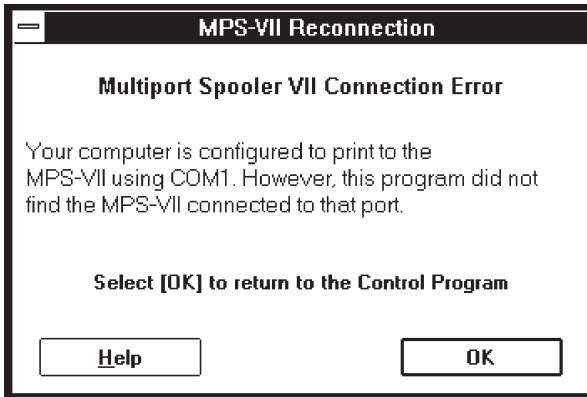 MPS-VII Reconnection
Multiport Spooler VII Connection Error
Your computer is configured to print to the
MPS-VII using COM1. However, this program did not
find the MPS-VII connected to that port.
Select [OK] to return to the Control Program
Help
OK